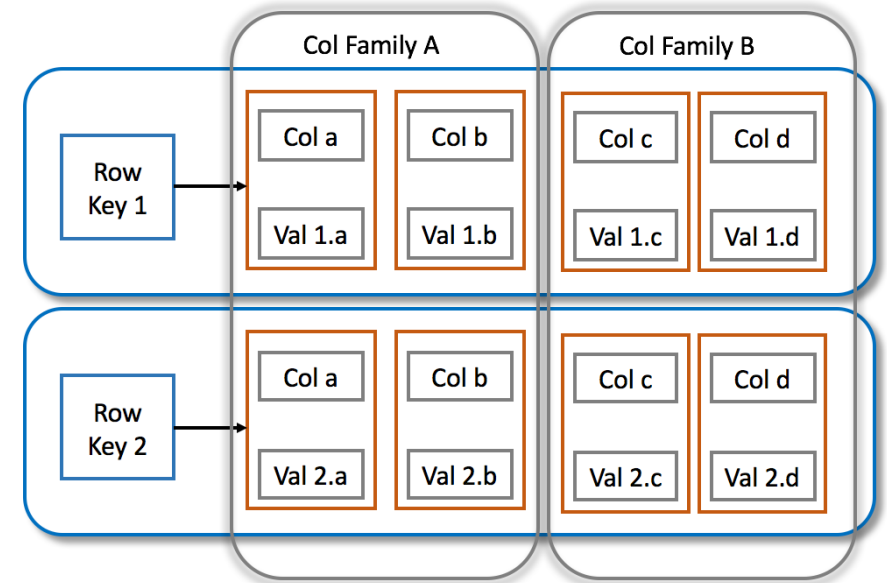 Col Family A
Col Family B
Row
Key 1
Col a
Col b
Col c
Col d
Val 1.a
Val 1.b
Val 1.c
Val 1.d
Row
Key 2
Col a
Col b
Col c
Col d
Val 2.a
Val 2.b
Val 2.c
Val 2.d